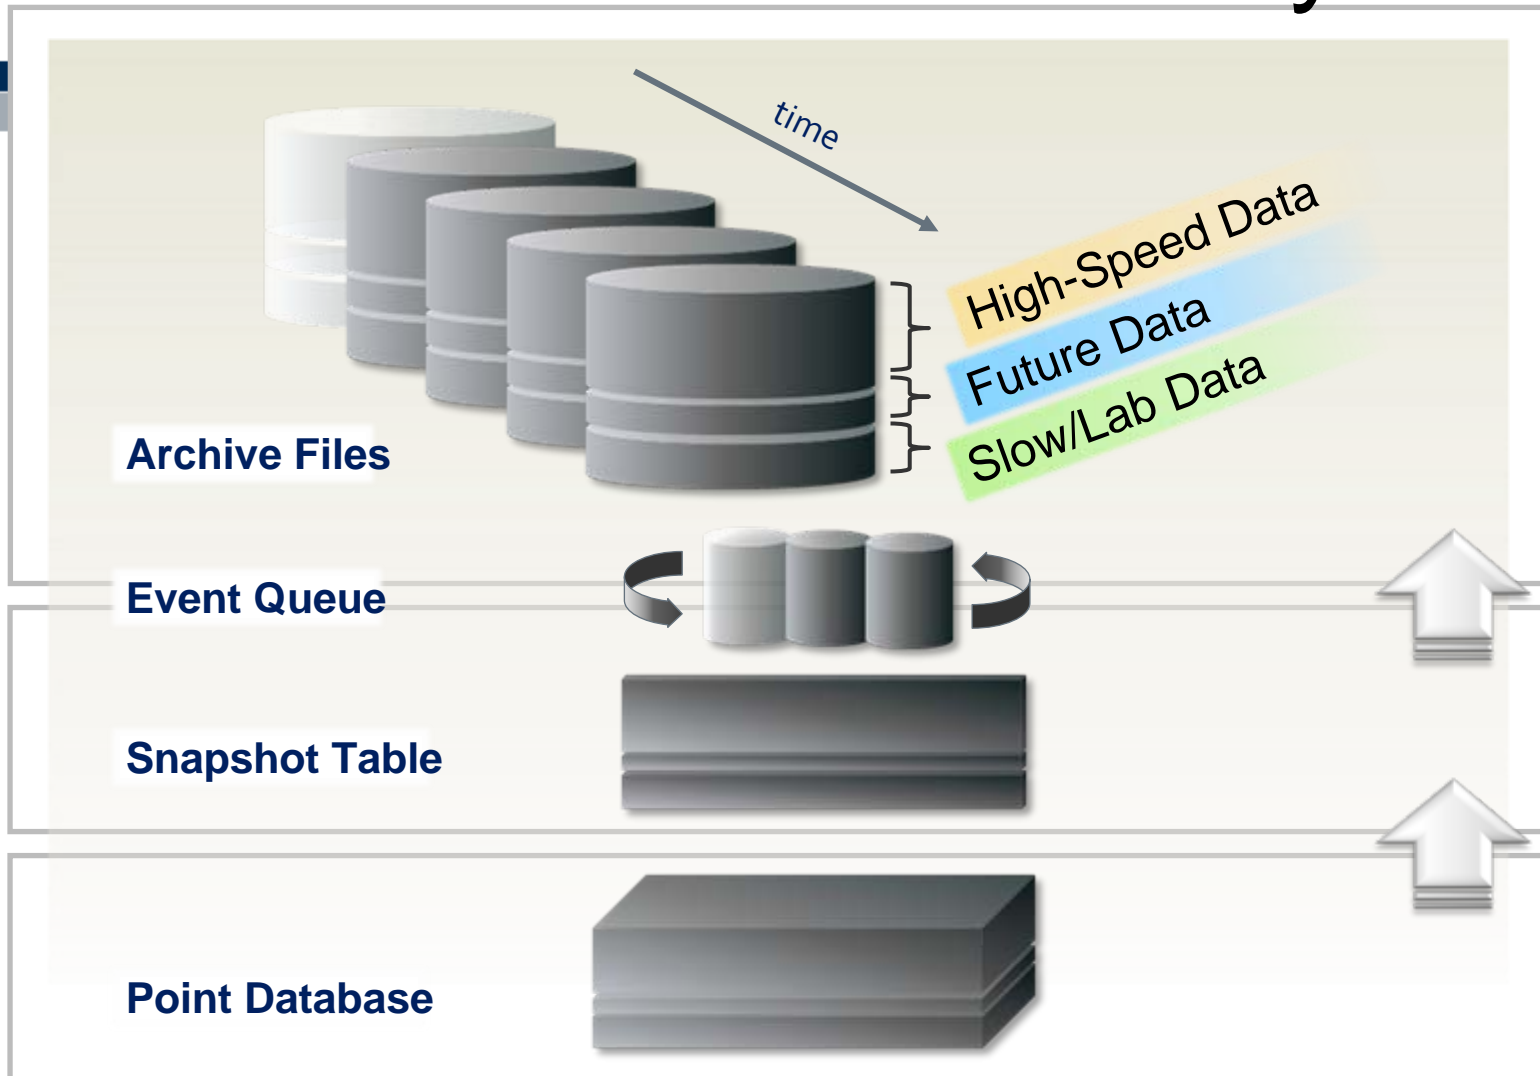 time
High-Speed Data
Future Data
Slow/Lab Data
Archive Files
Event Queue
Snapshot Table
Point Database